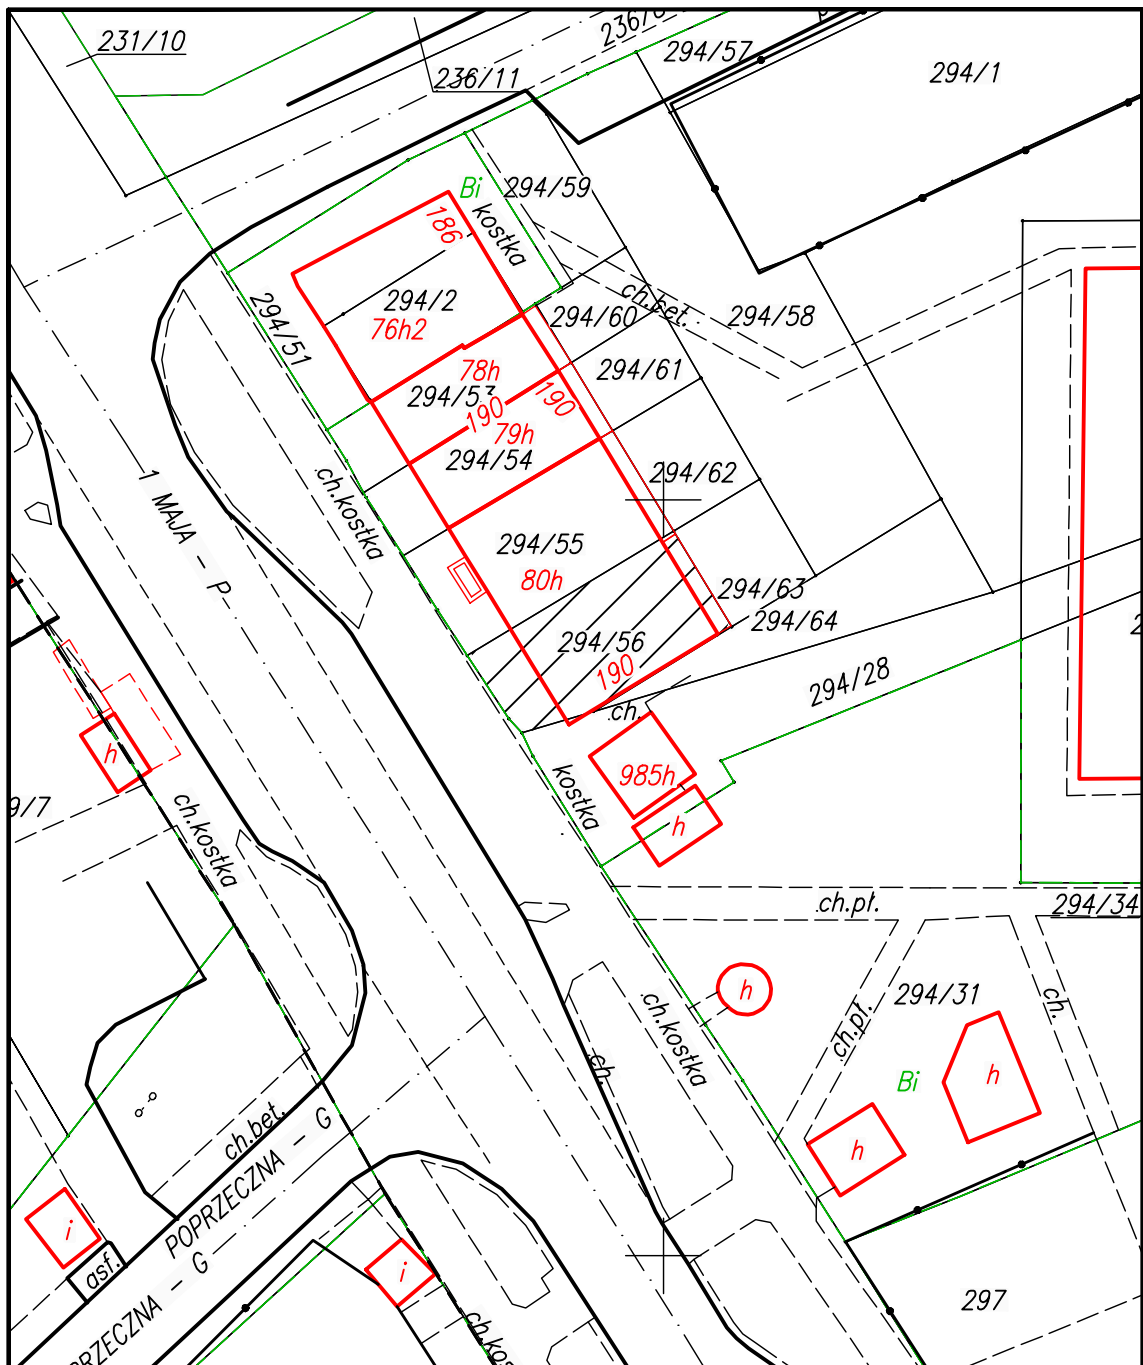 231/10
236/11
294/57
294/1
Bi
294/59
186
kostka
294/51
294/2
76h2
ch.bet.
294/60
294/58
78h
294/53
190
190
294/61
79h
294/54
ch.kostka
294/62
1 MAJA - P
294/55
80h
294/63
294/64
294/56
190
294/28
ch.
h
985h
kostka
9/7
h
ch.kostka
ch.pł.
294/34
h
294/31
ch.
ch.kostka
ch.pł.
ch.
Bi
h
ch.bet.
h
POPRZECZNA - G
i
asf.
i
297
RZECZNA - G